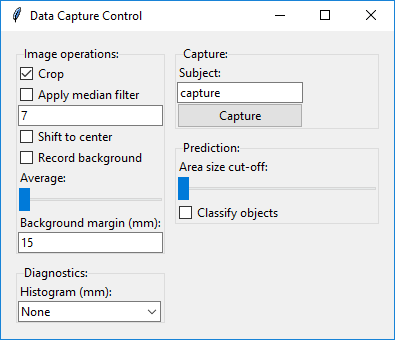 Data Capture Control
Image operations:
Crop
Apply median filter
7
Shift to center
Record background
Average:
Background margin (mm):
15
Diagnostics:
Histogram (mm):
None
Capture:
Subject:
capture
Capture
Prediction:
Area size cut-off:
Classify objects